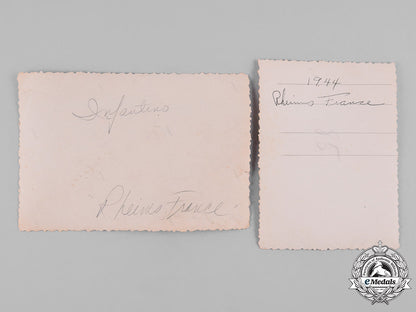 Infantino
Rheims France
1944
Rheims France
eMedals